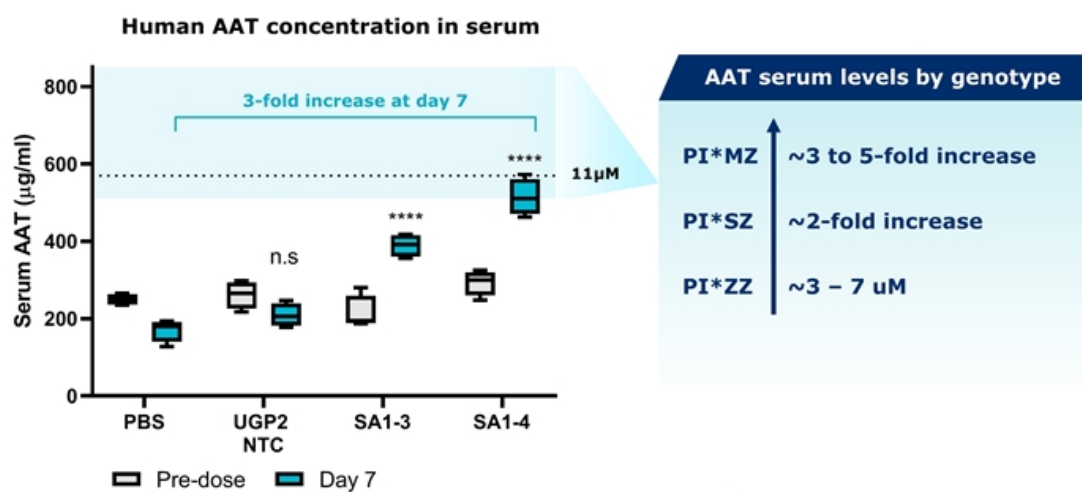 Human AAT concentration in serum
Serum AAT (µg/ml)
800
600
400
200
0
3-fold increase at day 7
11µM
n.s
****
****
PBS
UGP2
NTC
SA1-3
SA1-4
Pre-dose
Day 7
AAT serum levels by genotype
PI*MZ ~3 to 5-fold increase
PI*SZ ~2-fold increase
PI*ZZ ~3 – 7 uM